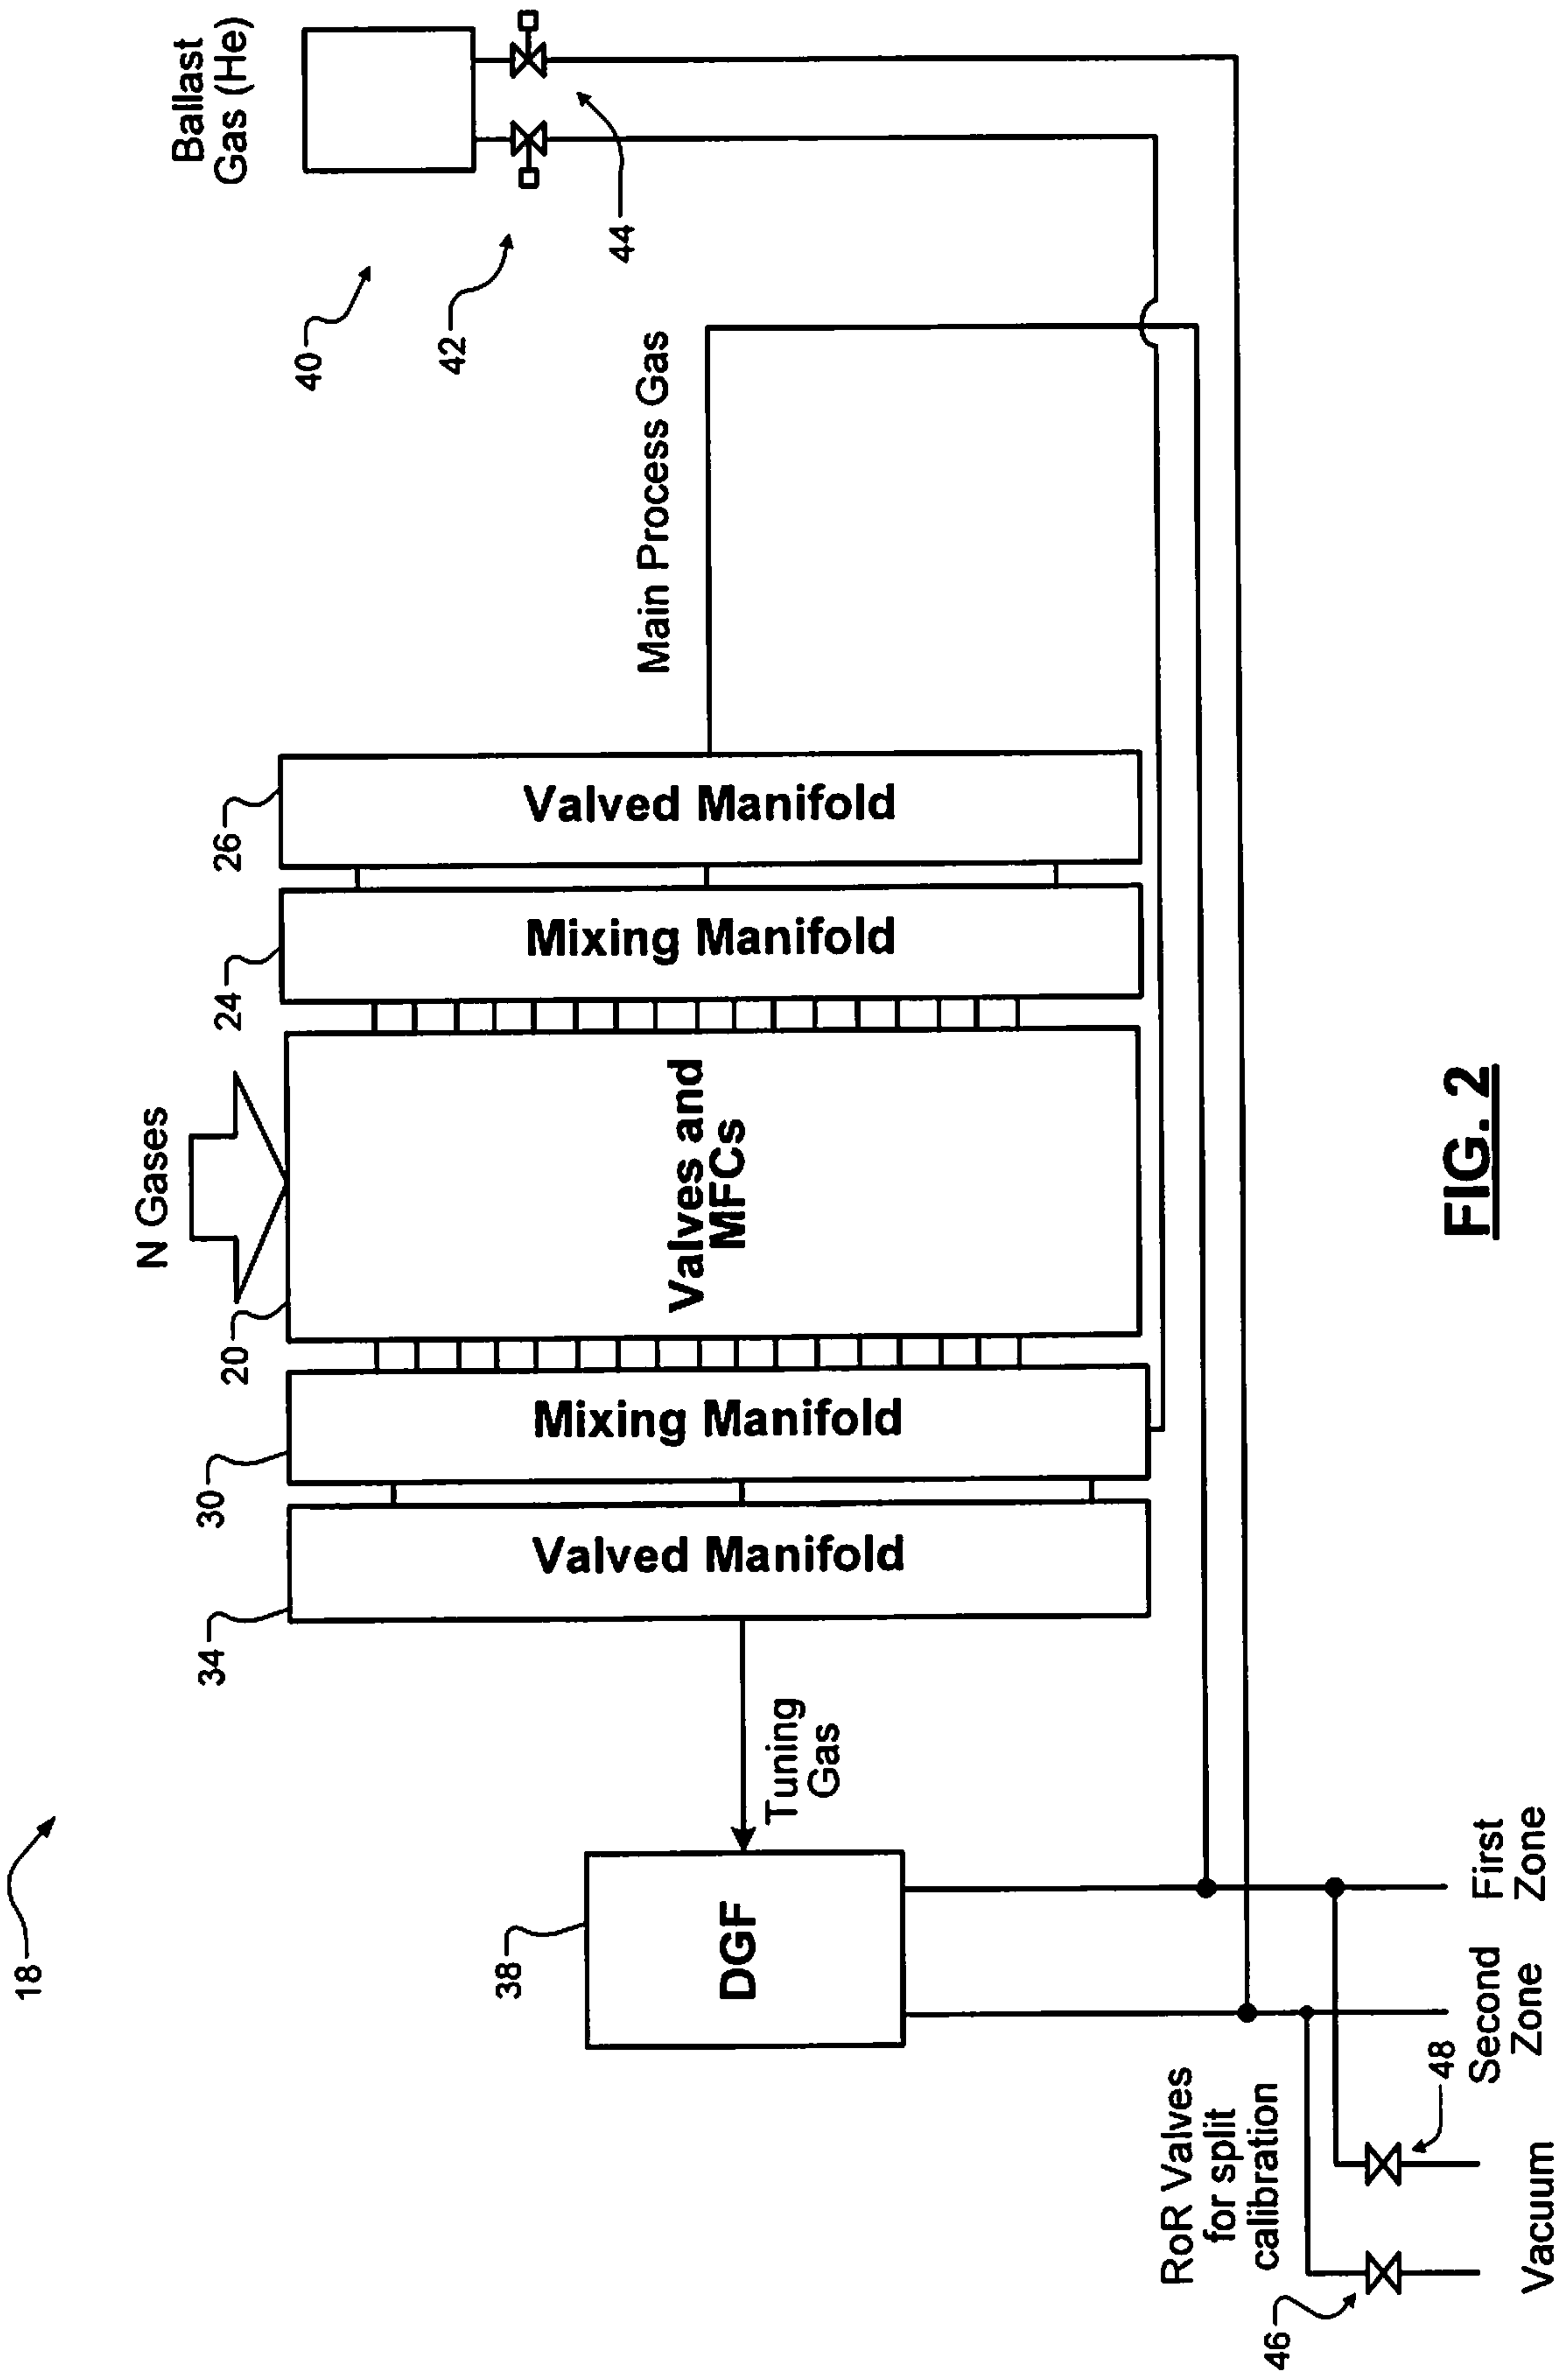 18
N Gases
Ballast
Gas (He)
34
30
20
24
26
40
42
44
38
DGF
Tuning
Gas
Valved Manifold
Mixing Manifold
Valves and
MFCs
Mixing Manifold
Valved Manifold
Main Process Gas
46
RoR Valves
for split
calibration
48
Vacuum
Second
Zone
First
Zone
FIG. 2